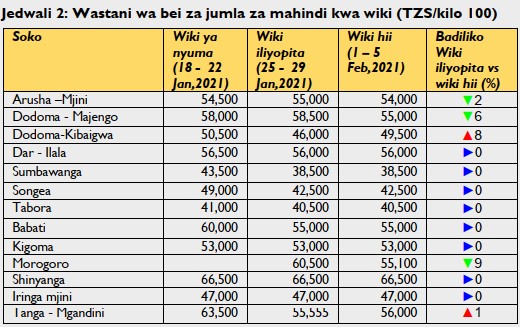 Jedwali 2: Wastani wa bei za jumla za mahindi kwa wiki (TZS/kilo 100)
Soko | Wiki ya nyuma (18 - 22 Jan,2021) | Wiki iliyopita (25 - 29 Jan,2021) | Wiki hii (1 – 5 Feb,2021) | Badiliko Wiki iliyopita vs wiki hii (%)
Arusha –Mjini | 54,500 | 55,000 | 54,000 | ▼2
Dodoma - Majengo | 58,000 | 58,500 | 55,000 | ▼6
Dodoma-Kibaigwa | 50,500 | 46,000 | 49,500 | ▲8
Dar - Ilala | 56,500 | 56,000 | 56,000 | ►0
Sumbawanga | 43,500 | 38,500 | 38,500 | ►0
Songea | 49,000 | 42,500 | 42,500 | ►0
Tabora | 41,000 | 40,500 | 40,500 | ►0
Babati | 60,000 | 55,000 | 55,000 | ►0
Kigoma | 53,000 | 53,000 | 53,000 | ►0
Morogoro | | 60,500 | 55,100 | ▼9
Shinyanga | 66,500 | 66,500 | 66,500 | ►0
Iringa mjini | 47,000 | 47,000 | 47,000 | ►0
Tanga - Mgandini | 63,500 | 55,555 | 56,000 | ▲1